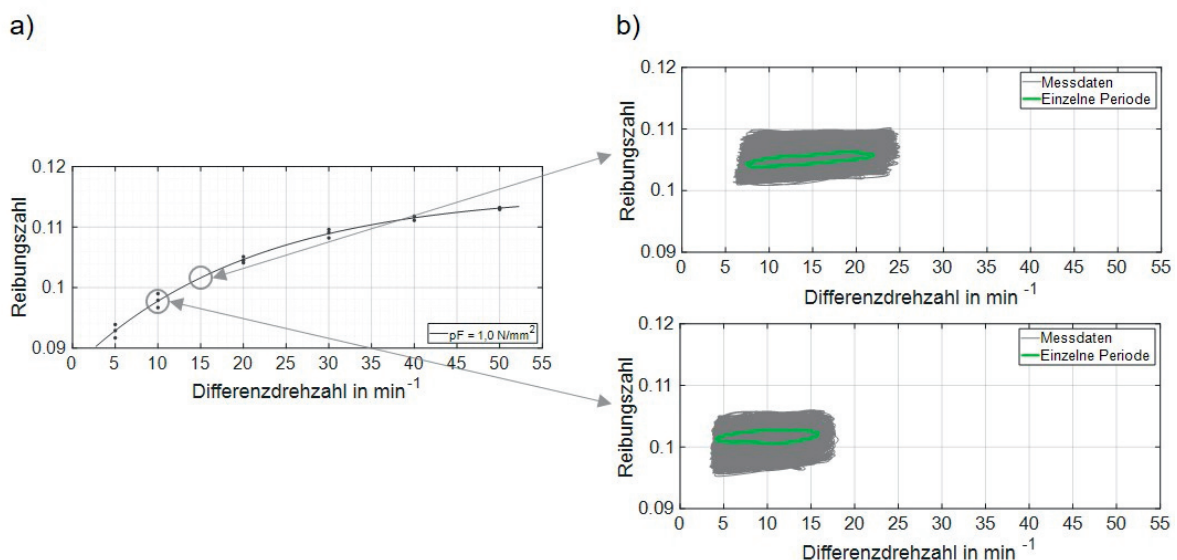 a)
0.12
0.11
0.1
0.09
Reibungszahl
0 5 10 15 20 25 30 35 40 45 50 55
Differenzdrehzahl in min -1
pF = 1,0 N/mm2
b)
0.12
0.11
0.1
0.09
Reibungszahl
Messdaten
Einzelne Periode
0 5 10 15 20 25 30 35 40 45 50 55
Differenzdrehzahl in min -1
0.12
0.11
0.1
0.09
Reibungszahl
Messdaten
Einzelne Periode
0 5 10 15 20 25 30 35 40 45 50 55
Differenzdrehzahl in min -1